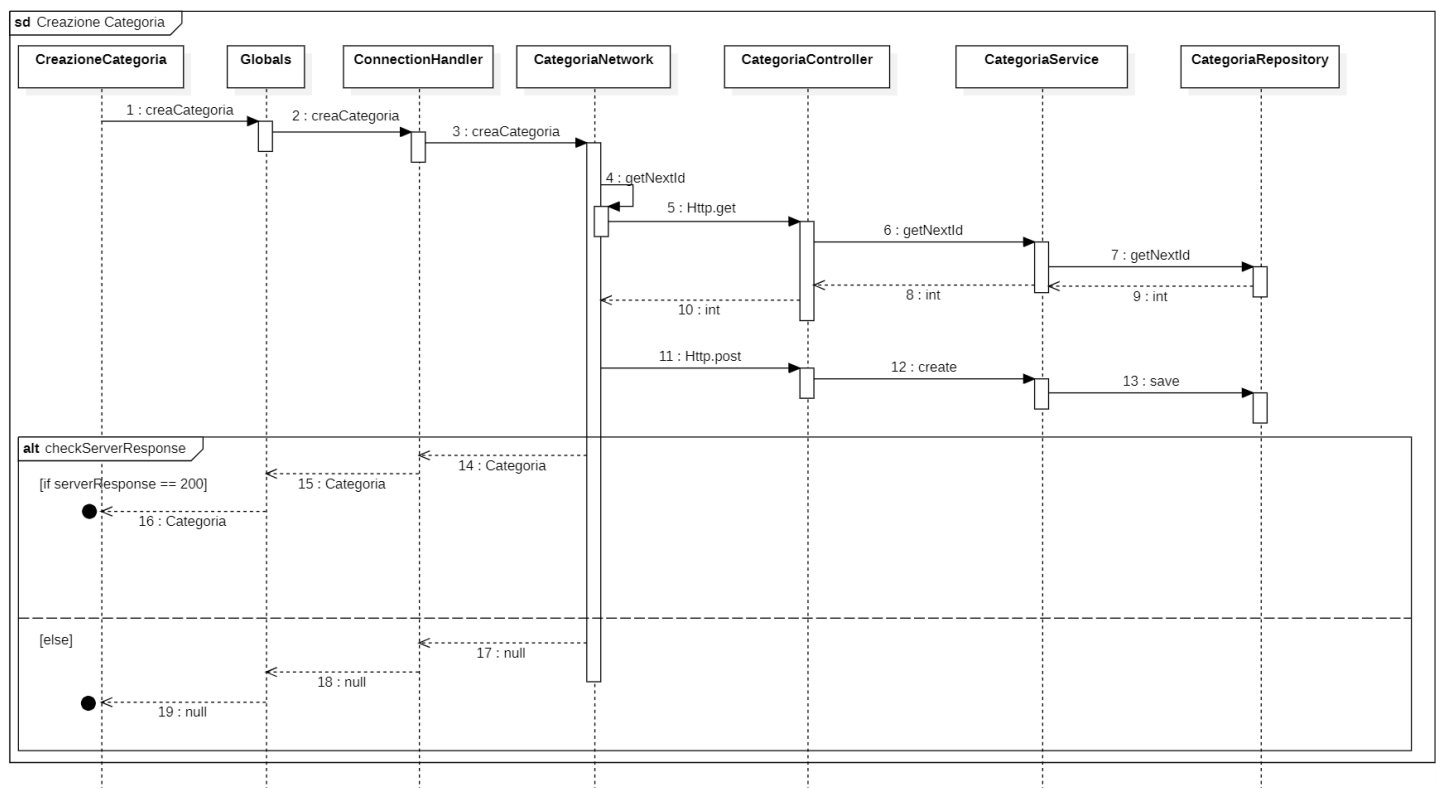 sd Creazione Categoria
CreazioneCategoria
Globals
ConnectionHandler
CategoriaNetwork
CategoriaController
CategoriaService
CategoriaRepository
1 : creaCategoria
2 : creaCategoria
3 : creaCategoria
4 : getNextId
5 : Http.get
6 : getNextId
7 : getNextId
8 : int
9 : int
10 : int
11 : Http.post
12 : create
13 : save
alt checkServerResponse
14 : Categoria
15 : Categoria
[if serverResponse == 200]
16 : Categoria
[else]
17 : null
18 : null
19 : null